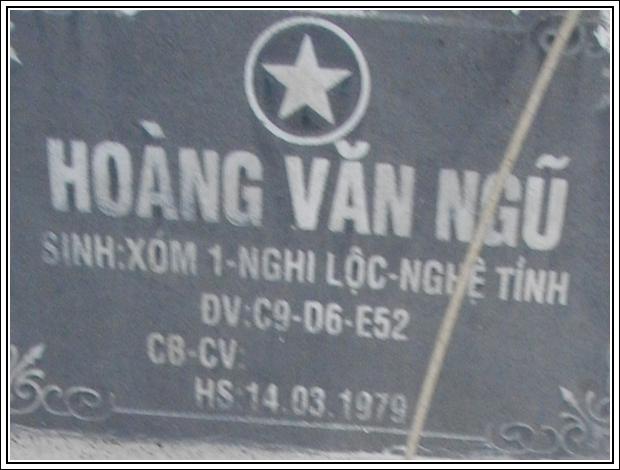 HOÀNG VĂN NGŨ
SINH:XÓM 1-NGHI LỘC-NGHỆ TĨNH
ĐV:C9-D6-E52
CB-CV:
HS:14.03.1979